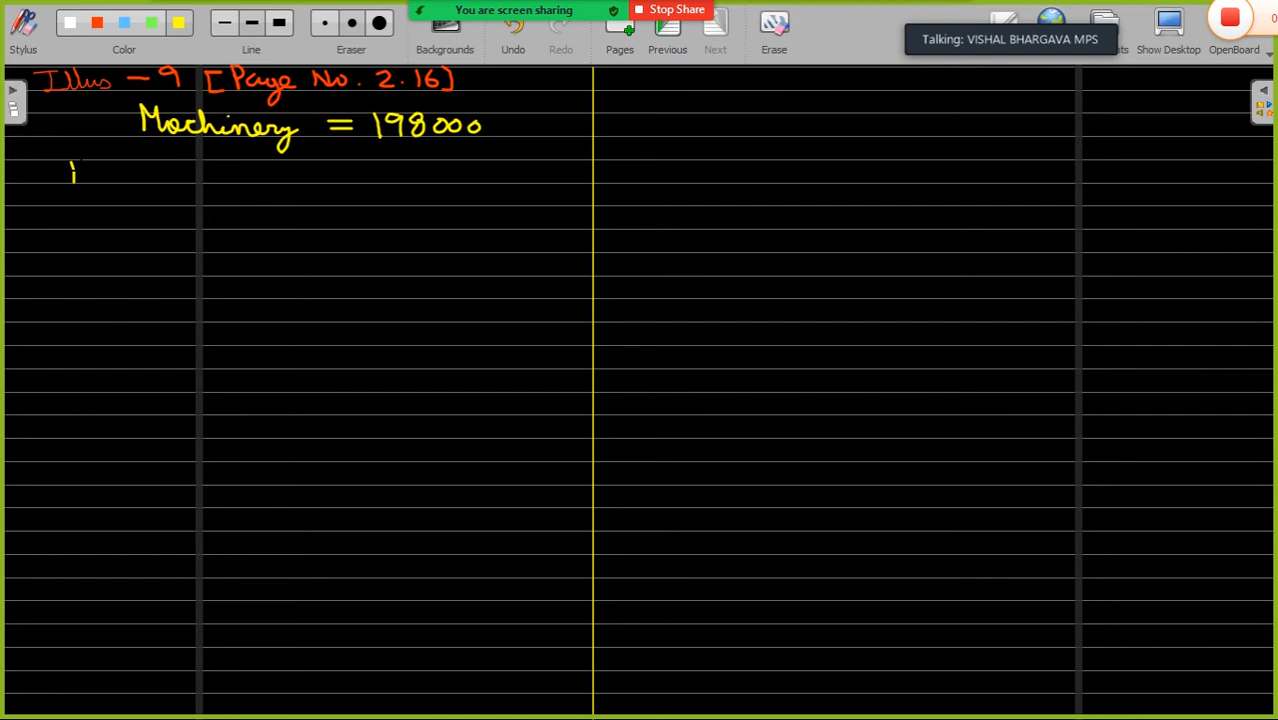 You are screen sharing Stop Share
Talking: VISHAL BHARGAVA MPS
Stylus Color Line Eraser Backgrounds Undo Redo Pages Previous Next Erase Show Desktop OpenBoard
Illus - 9 [Page No. 2.16]
Machinery = 198000
i